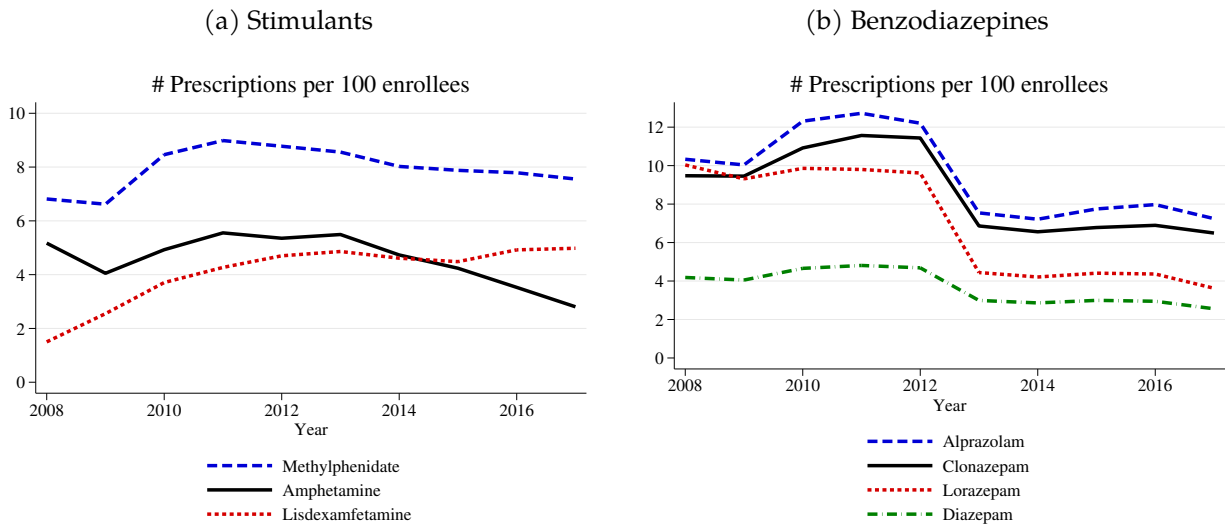 (a) Stimulants
# Prescriptions per 100 enrollees
10
8
6
4
2
0
2008 2010 2012 2014 2016
Year
Methylphenidate
Amphetamine
Lisdexamfetamine
(b) Benzodiazepines
# Prescriptions per 100 enrollees
12
10
8
6
4
2
0
2008 2010 2012 2014 2016
Year
Alprazolam
Clonazepam
Lorazepam
Diazepam